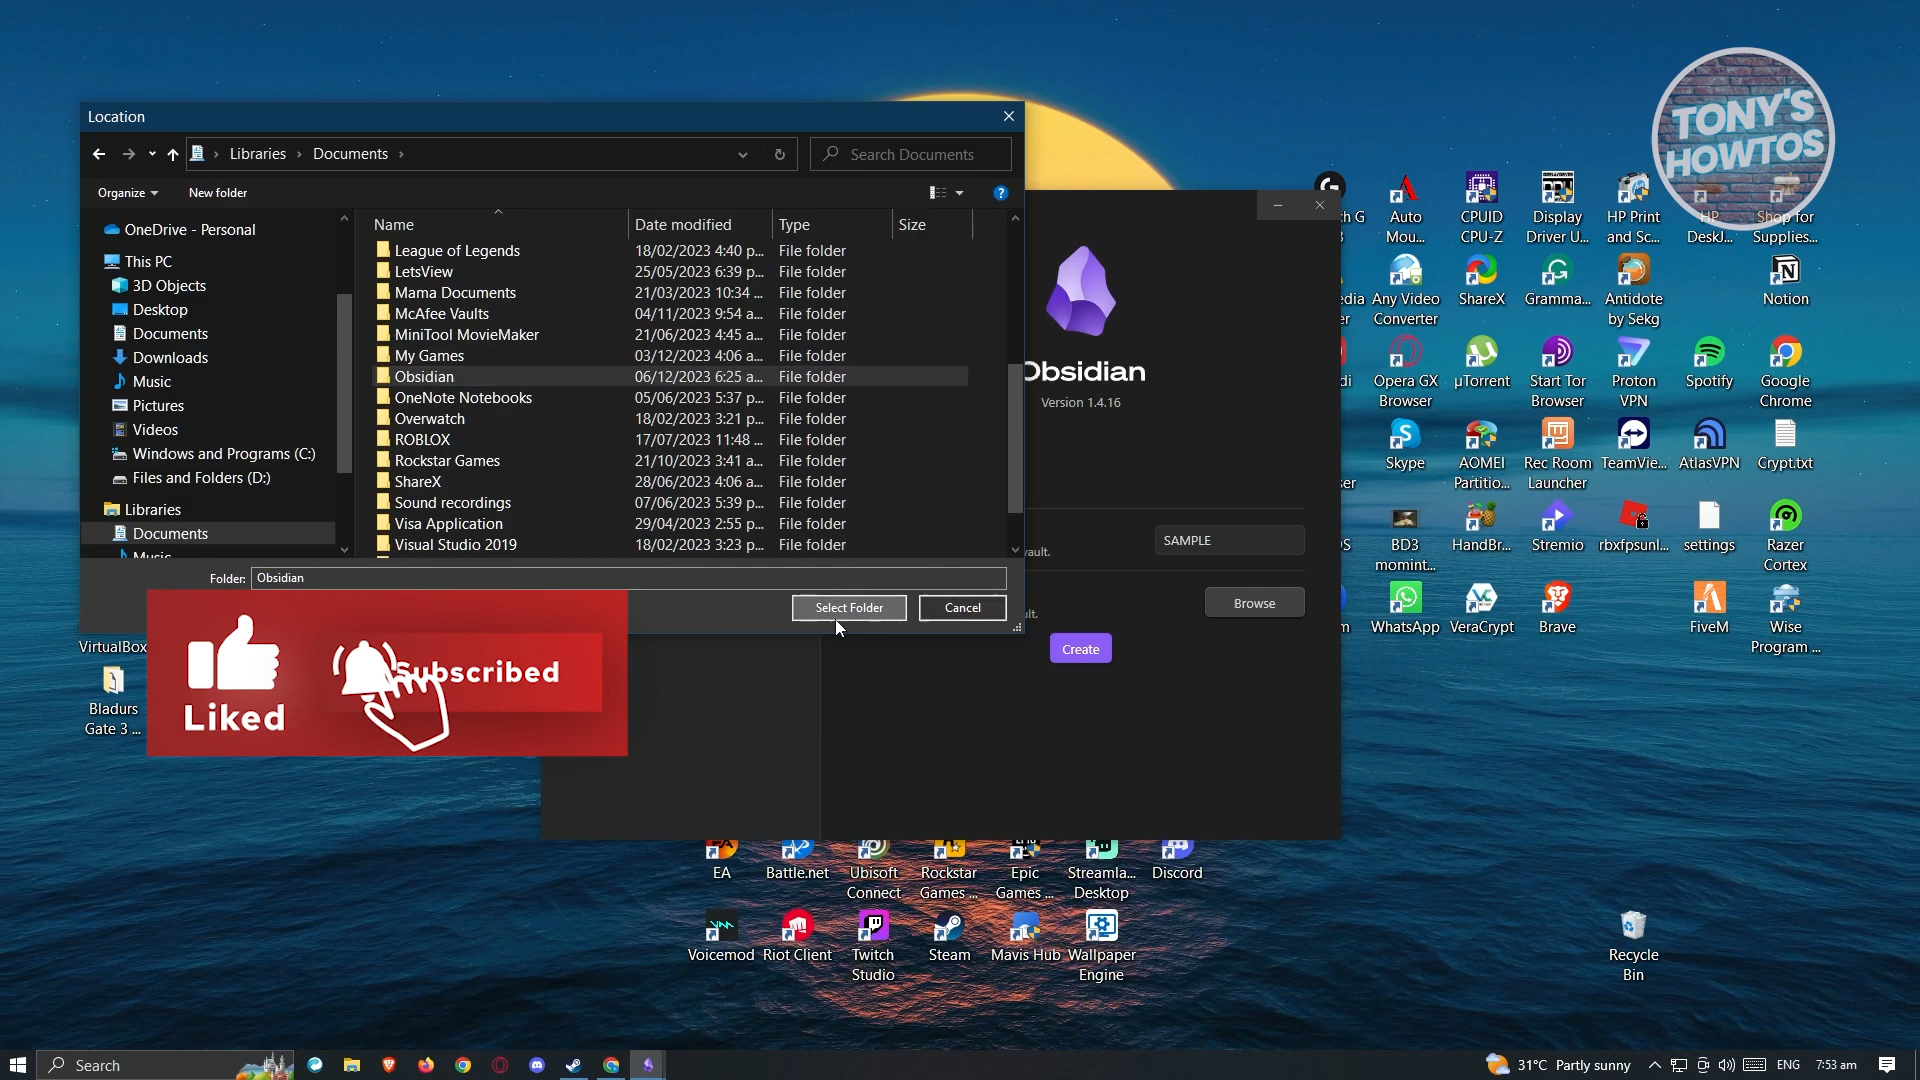 TONY'S
HOWTOS
Location
Libraries
Documents
Search Documents
Organize
New folder
Name
Date modified
Type
Size
OneDrive - Personal
This PC
3D Objects
Desktop
Documents
Downloads
Music
Pictures
Videos
Windows and Programs (C:)
Files and Folders (D:)
Libraries
Documents
Music
League of Legends 18/02/2023 4:40 p... File folder
LetsView 25/05/2023 6:39 p... File folder
Mama Documents 21/03/2023 10:34 ... File folder
McAfee Vaults 04/11/2023 9:54 a... File folder
MiniTool MovieMaker 21/06/2023 4:45 a... File folder
My Games 03/12/2023 4:06 a... File folder
Obsidian 06/12/2023 6:25 a... File folder
OneNote Notebooks 05/06/2023 5:37 p... File folder
Overwatch 18/02/2023 3:21 p... File folder
ROBLOX 17/07/2023 11:48 ... File folder
Rockstar Games 21/10/2023 3:41 a... File folder
ShareX 28/06/2023 4:06 a... File folder
Sound recordings 07/06/2023 5:39 p... File folder
Visa Application 29/04/2023 2:55 p... File folder
Visual Studio 2019 18/02/2023 3:23 p... File folder
Folder: Obsidian
Select Folder
Cancel
Obsidian
Version 1.4.16
vault.
SAMPLE
Browse
Create
Liked
Subscribed
VirtualBox
Bladurs
Gate 3 ...
Auto
Mou...
CPUID
CPU-Z
Display
Driver U...
HP Print
and Sc...
HP
DeskJ...
Shop for
Supplies...
Any Video
Converter
ShareX
Gramma...
Antidote
by Sekg
Notion
Opera GX
Browser
µTorrent
Start Tor
Browser
Proton
VPN
Spotify
Google
Chrome
Skype
AOMEI
Partitio...
Rec Room
Launcher
TeamVie...
AtlasVPN
Crypt.txt
BD3
momint...
HandBr...
Stremio
rbxfpsunl...
settings
Razer
Cortex
WhatsApp
VeraCrypt
Brave
FiveM
Wise
Program ...
EA
Battle.net
Ubisoft
Connect
Rockstar
Games ...
Epic
Games ...
Streamla...
Desktop
Discord
Voicemod
Riot Client
Twitch
Studio
Steam
Mavis Hub
Wallpaper
Engine
Recycle
Bin
Search
31°C Partly sunny
ENG
7:53 am